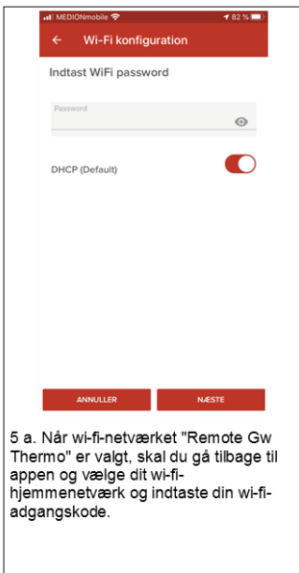 MEDIONmobile
82 %
← Wi-Fi konfiguration
Indtast WiFi password
Password
DHCP (Default)
ANNULLER NÆSTE
5 a. Når wi-fi-netværket "Remote Gw
Thermo" er valgt, skal du gå tilbage til
appen og vælge dit wi-fi-
hjemmenetværk og indtaste din wi-fi-
adgangskode.